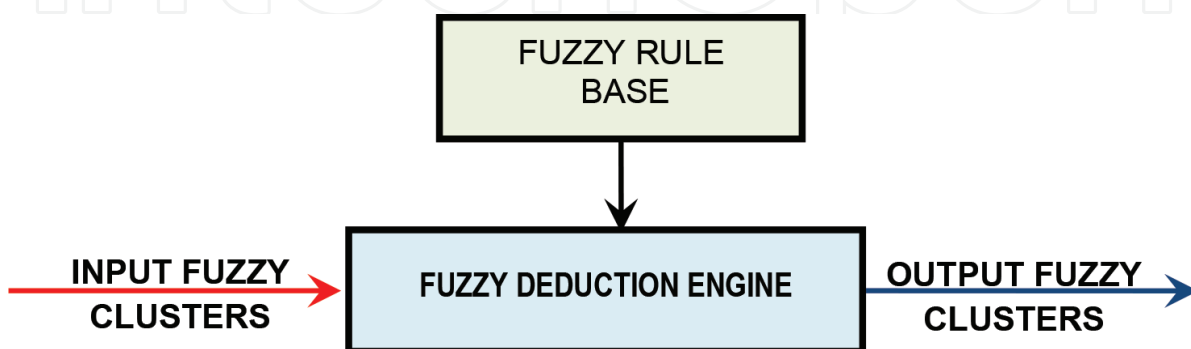 FUZZY RULE
BASE
INPUT FUZZY
CLUSTERS
FUZZY DEDUCTION ENGINE
OUTPUT FUZZY
CLUSTERS